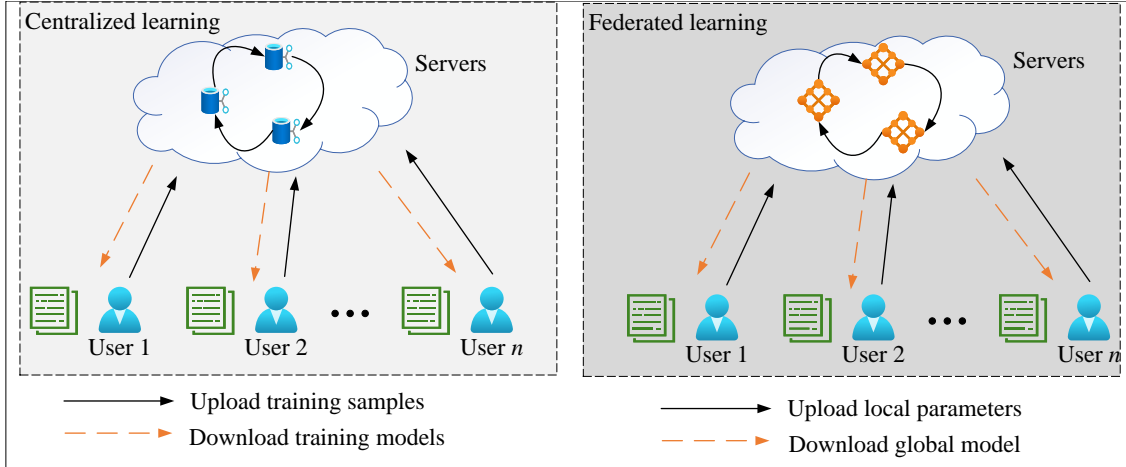 Centralized learning
Servers
User 1
User 2
User n
Upload training samples
Download training models
Federated learning
Servers
User 1
User 2
User n
Upload local parameters
Download global model